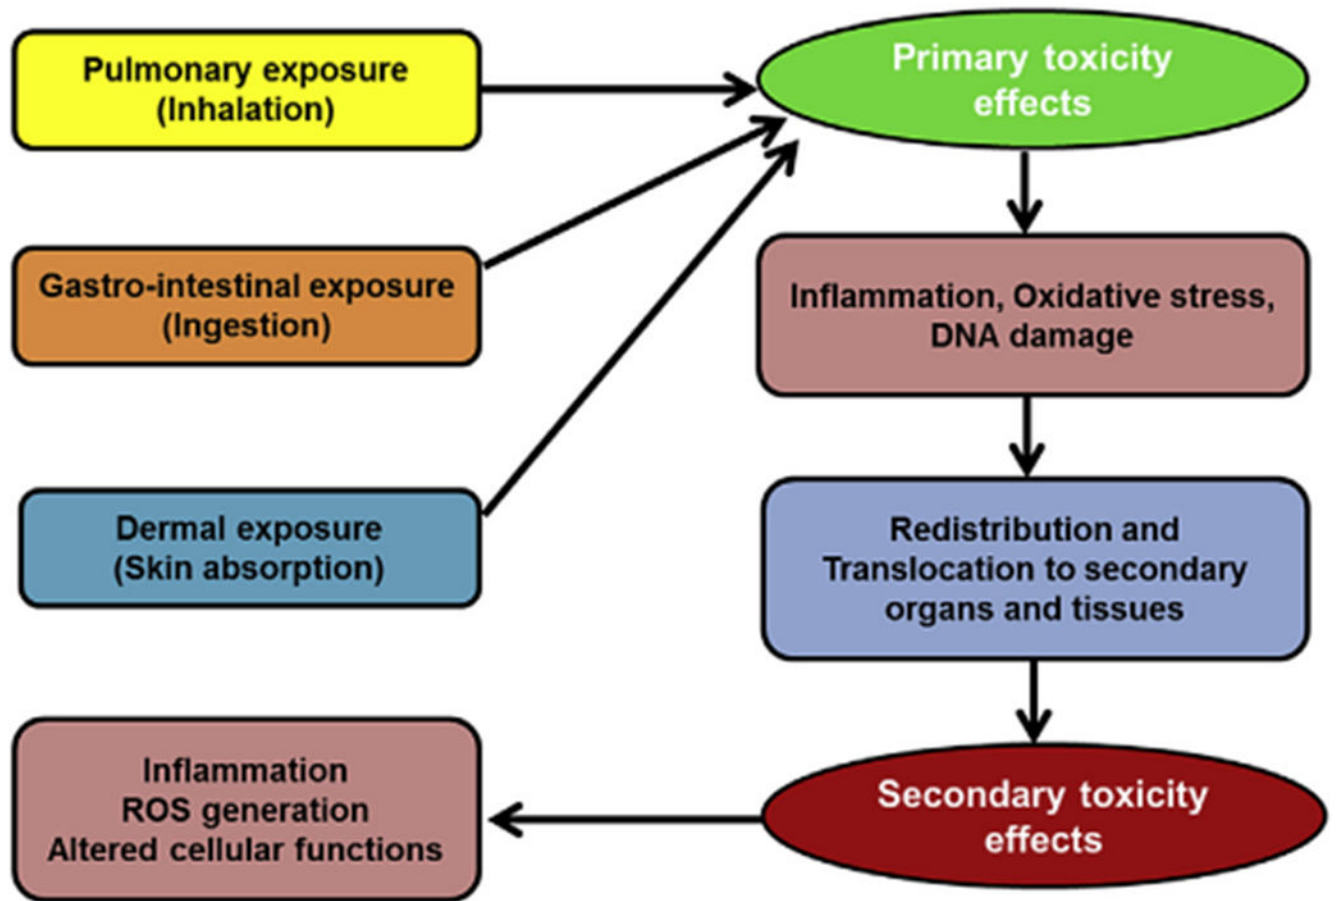 Pulmonary exposure
(Inhalation)
Primary toxicity
effects
Gastro-intestinal exposure
(Ingestion)
Inflammation, Oxidative stress,
DNA damage
Dermal exposure
(Skin absorption)
Redistribution and
Translocation to secondary
organs and tissues
Inflammation
ROS generation
Altered cellular functions
Secondary toxicity
effects